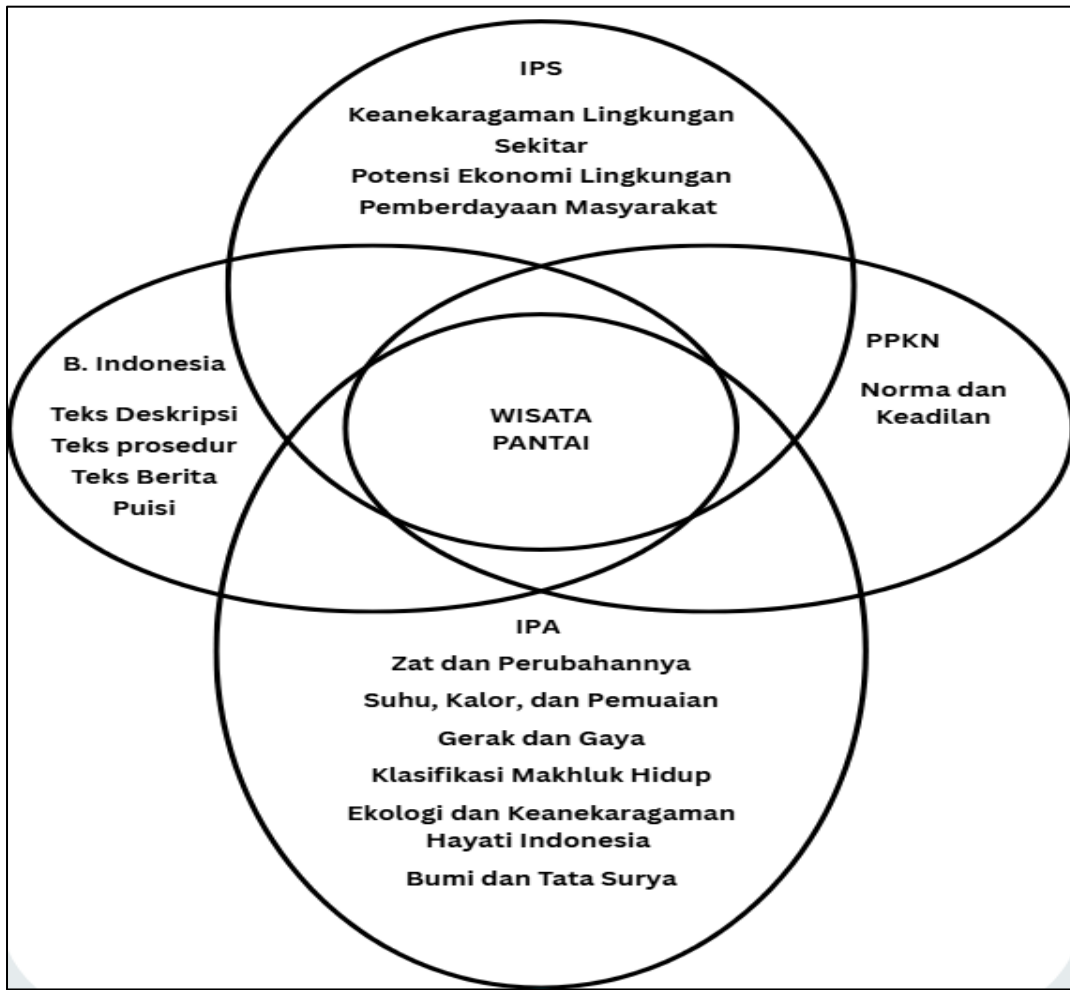 IPS
Keanekaragaman Lingkungan
Sekitar
Potensi Ekonomi Lingkungan
Pemberdayaan Masyarakat
B. Indonesia
Teks Deskripsi
Teks prosedur
Teks Berita
Puisi
WISATA
PANTAI
PPKN
Norma dan
Keadilan
IPA
Zat dan Perubahannya
Suhu, Kalor, dan Pemuaian
Gerak dan Gaya
Klasifikasi Makhluk Hidup
Ekologi dan Keanekaragaman
Hayati Indonesia
Bumi dan Tata Surya